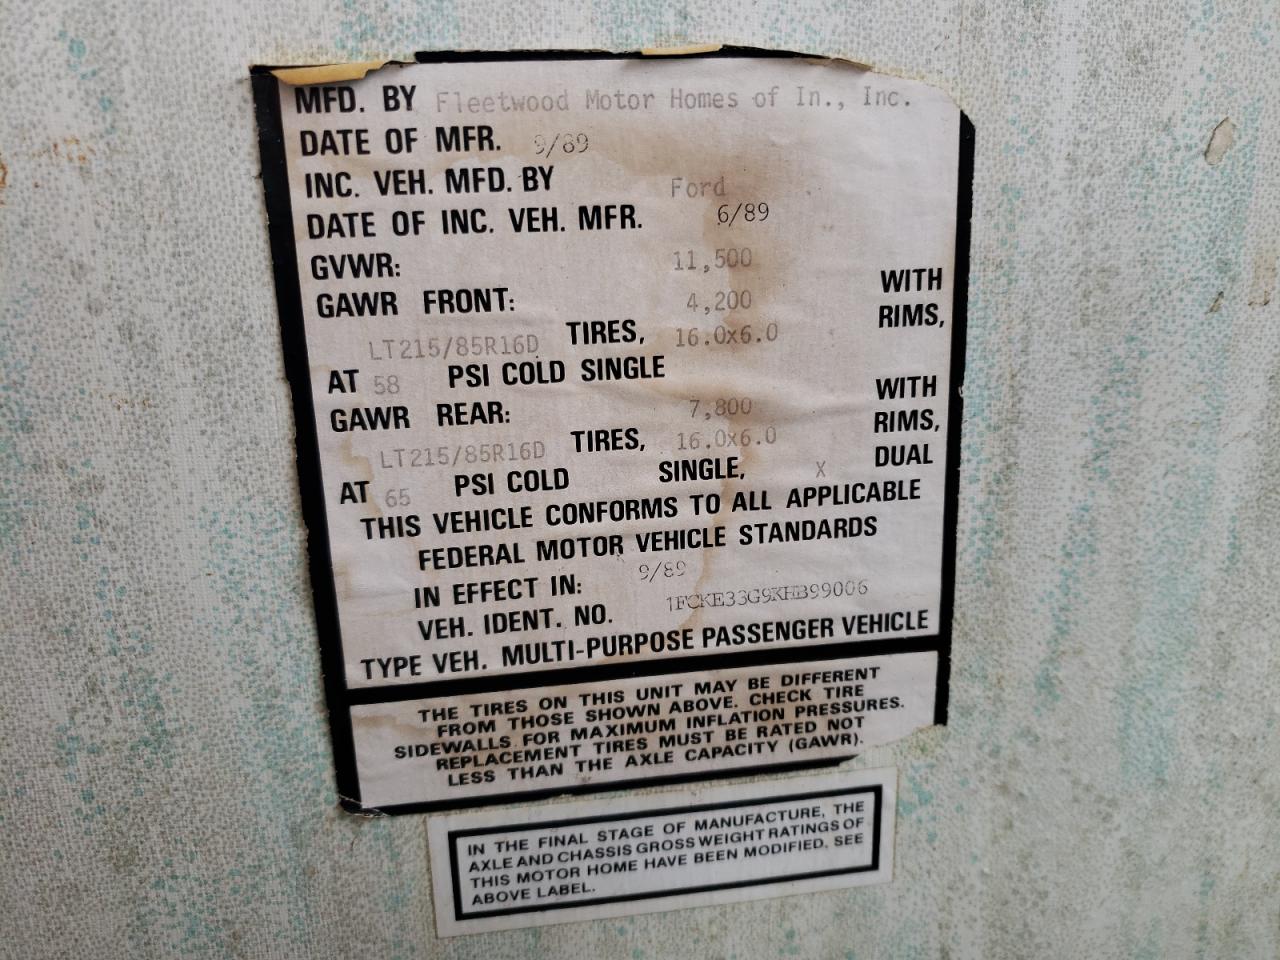 MFD. BY Fleetwood Motor Homes of In., Inc.
DATE OF MFR. 9/89
INC. VEH. MFD. BY Ford
DATE OF INC. VEH. MFR. 6/89
GVWR: 11,500
GAWR FRONT: 4,200 WITH
LT215/85R16D TIRES, 16.0x6.0 RIMS,
AT 58 PSI COLD SINGLE
GAWR REAR: 7,800 WITH
LT215/85R16D TIRES, 16.0x6.0 RIMS,
AT 65 PSI COLD SINGLE, X DUAL
THIS VEHICLE CONFORMS TO ALL APPLICABLE
FEDERAL MOTOR VEHICLE STANDARDS
IN EFFECT IN: 9/89
VEH. IDENT. NO. 1FCKE33G9KHB99006
TYPE VEH. MULTI-PURPOSE PASSENGER VEHICLE
THE TIRES ON THIS UNIT MAY BE DIFFERENT
FROM THOSE SHOWN ABOVE. CHECK TIRE
SIDEWALLS FOR MAXIMUM INFLATION PRESSURES.
REPLACEMENT TIRES MUST BE RATED NOT
LESS THAN THE AXLE CAPACITY (GAWR).
IN THE FINAL STAGE OF MANUFACTURE, THE
AXLE AND CHASSIS GROSS WEIGHT RATINGS OF
THIS MOTOR HOME HAVE BEEN MODIFIED. SEE
ABOVE LABEL.